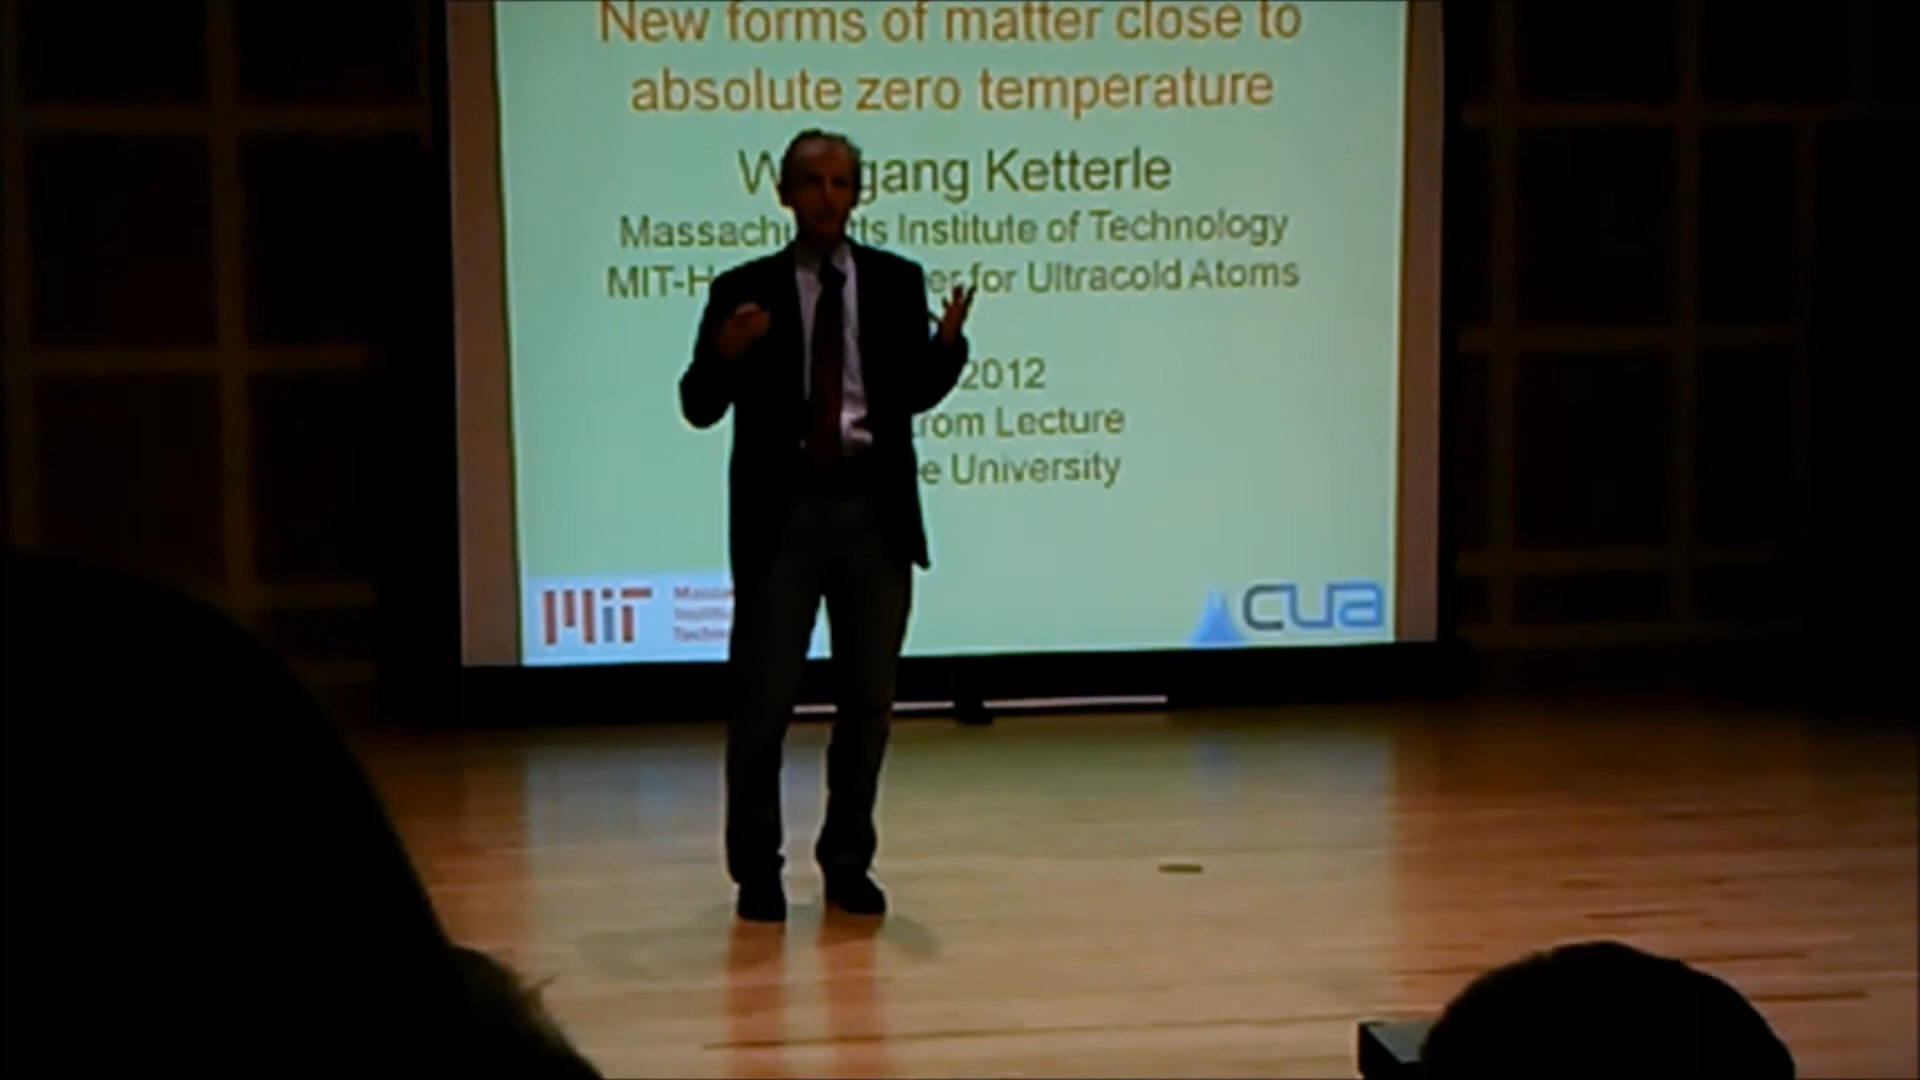 New forms of matter close to
absolute zero temperature
W gang Ketterle
Massachu tts Institute of Technology
MIT-H er for Ultracold Atoms
2012
rom Lecture
e University
MIT
CUA